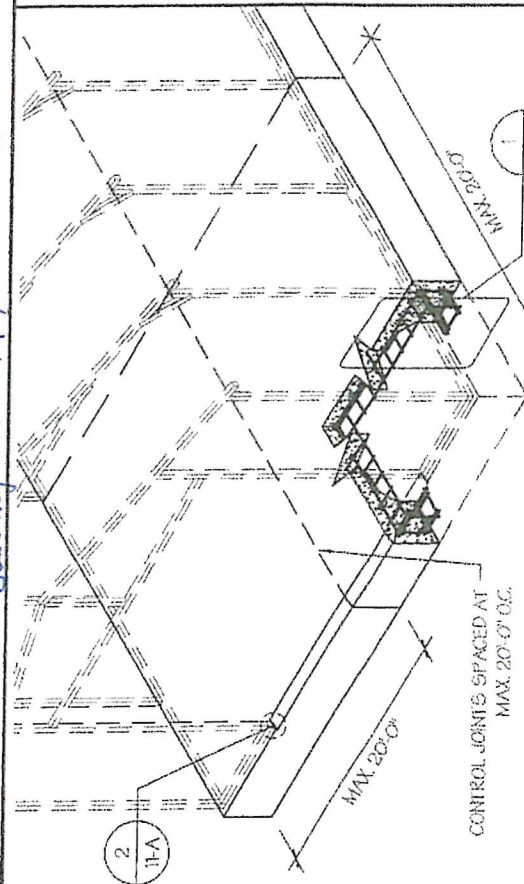 2
11-A
MAX. 20'-0"
CONTROL JOINTS SPACED AT
MAX. 20'-0" O.C.
MAX. 20'-0"
1